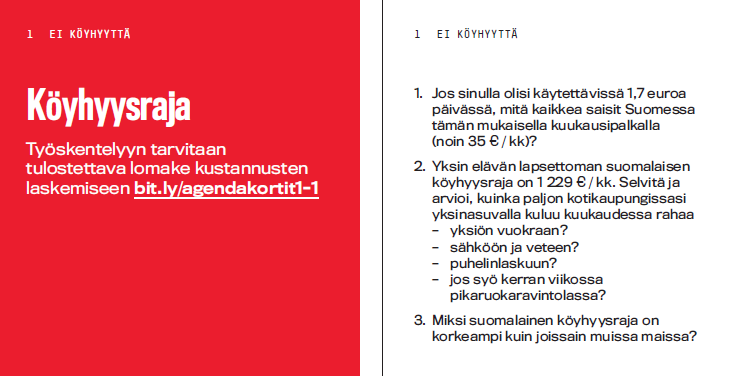 1 EI KÖYHYYTTÄ
Köyhyysraja
Työskentelyyn tarvitaan
tulostettava lomake kustannusten
laskemiseen bit.ly/agendakortit1-1
1 EI KÖYHYYTTÄ
1. Jos sinulla olisi käytettävissä 1,7 euroa
päivässä, mitä kaikkea saisit Suomessa
tämän mukaisella kuukausipalkalla
(noin 35 € / kk)?
2. Yksin elävän lapsettoman suomalaisen
köyhyysraja on 1 229 € / kk. Selvitä ja
arvioi, kuinka paljon kotikaupungissasi
yksinasuvalla kuluu kuukaudessa rahaa
– yksiön vuokraan?
– sähköön ja veteen?
– puhelinlaskuun?
– jos syö kerran viikossa
pikaruokaravintolassa?
3. Miksi suomalainen köyhyysraja on
korkeampi kuin joissain muissa maissa?